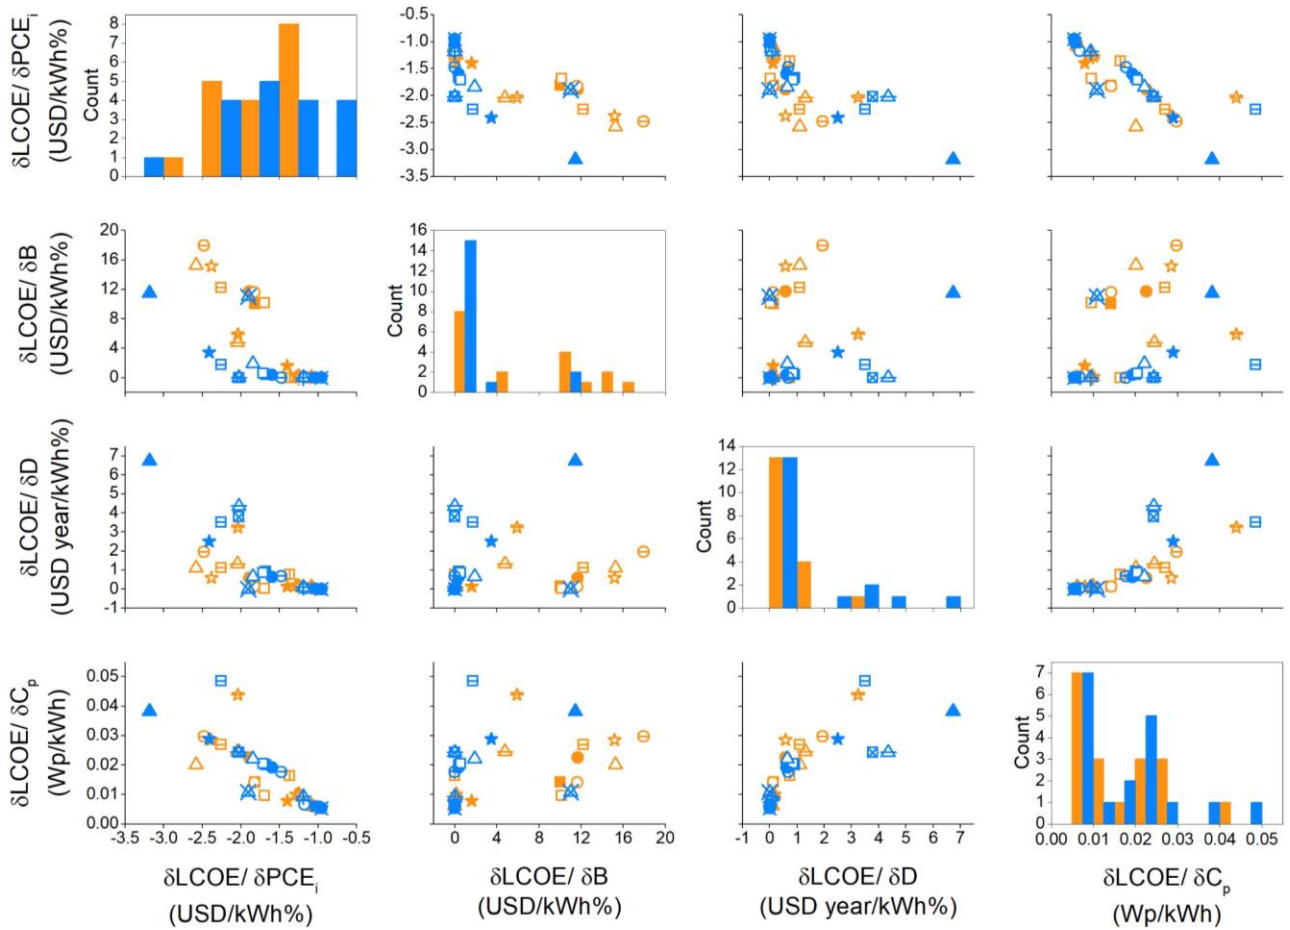 δLCOE/ δPCEi
(USD/kWh%)
Count
8
7
6
5
4
3
2
1
0
-0.5
-1.0
-1.5
-2.0
-2.5
-3.0
-3.5
δLCOE/ δB
(USD/kWh%)
20
16
12
8
4
0
Count
16
14
12
10
8
6
4
2
0
δLCOE/ δD
(USD year/kWh%)
7
6
5
4
3
2
1
0
-1
Count
14
12
10
8
6
4
2
0
δLCOE/ δCp
(Wp/kWh)
0.05
0.04
0.03
0.02
0.01
0.00
Count
7
6
5
4
3
2
1
0
-3.5 -3.0 -2.5 -2.0 -1.5 -1.0 -0.5
0 4 8 12 16 20
-1 0 1 2 3 4 5 6 7
0.00 0.01 0.02 0.03 0.04 0.05
δLCOE/ δPCEi
(USD/kWh%)
δLCOE/ δB
(USD/kWh%)
δLCOE/ δD
(USD year/kWh%)
δLCOE/ δCp
(Wp/kWh)